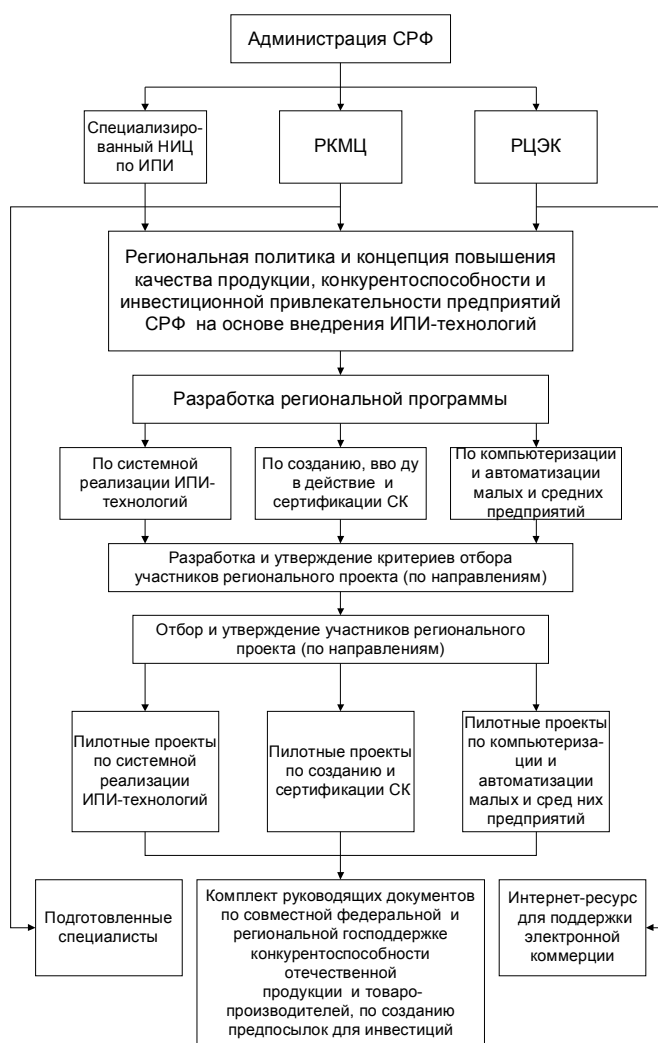 Администрация СРФ
Специализиро-
ванный НИЦ
по ИПИ
РКМЦ
РЦЭК
Региональная политика и концепция повышения
качества продукции, конкурентоспособности и
инвестиционной привлекательности предприятий
СРФ на основе внедрения ИПИ-технологий
Разработка региональной программы
По системной
реализации ИПИ-
технологий
По созданию, вво ду
в действие и
сертификации СК
По компьютеризации
и автоматизации
малых и средних
предприятий
Разработка и утверждение критериев отбора
участников регионального проекта (по направлениям)
Отбор и утверждение участников регионального
проекта (по направлениям)
Пилотные проекты
по системной
реализации
ИПИ-технологий
Пилотные проекты
по созданию и
сертификации СК
Пилотные проекты
по компьютериза-
ции и
автоматизации
малых и сред них
предприятий
Подготовленные
специалисты
Комплект руководящих документов
по совместной федеральной и
региональной господдержке
конкурентоспособности
отечественной
продукции и товаро-
производителей, по созданию
предпосылок для инвестиций
Интернет-ресурс
для поддержки
электронной
коммерции